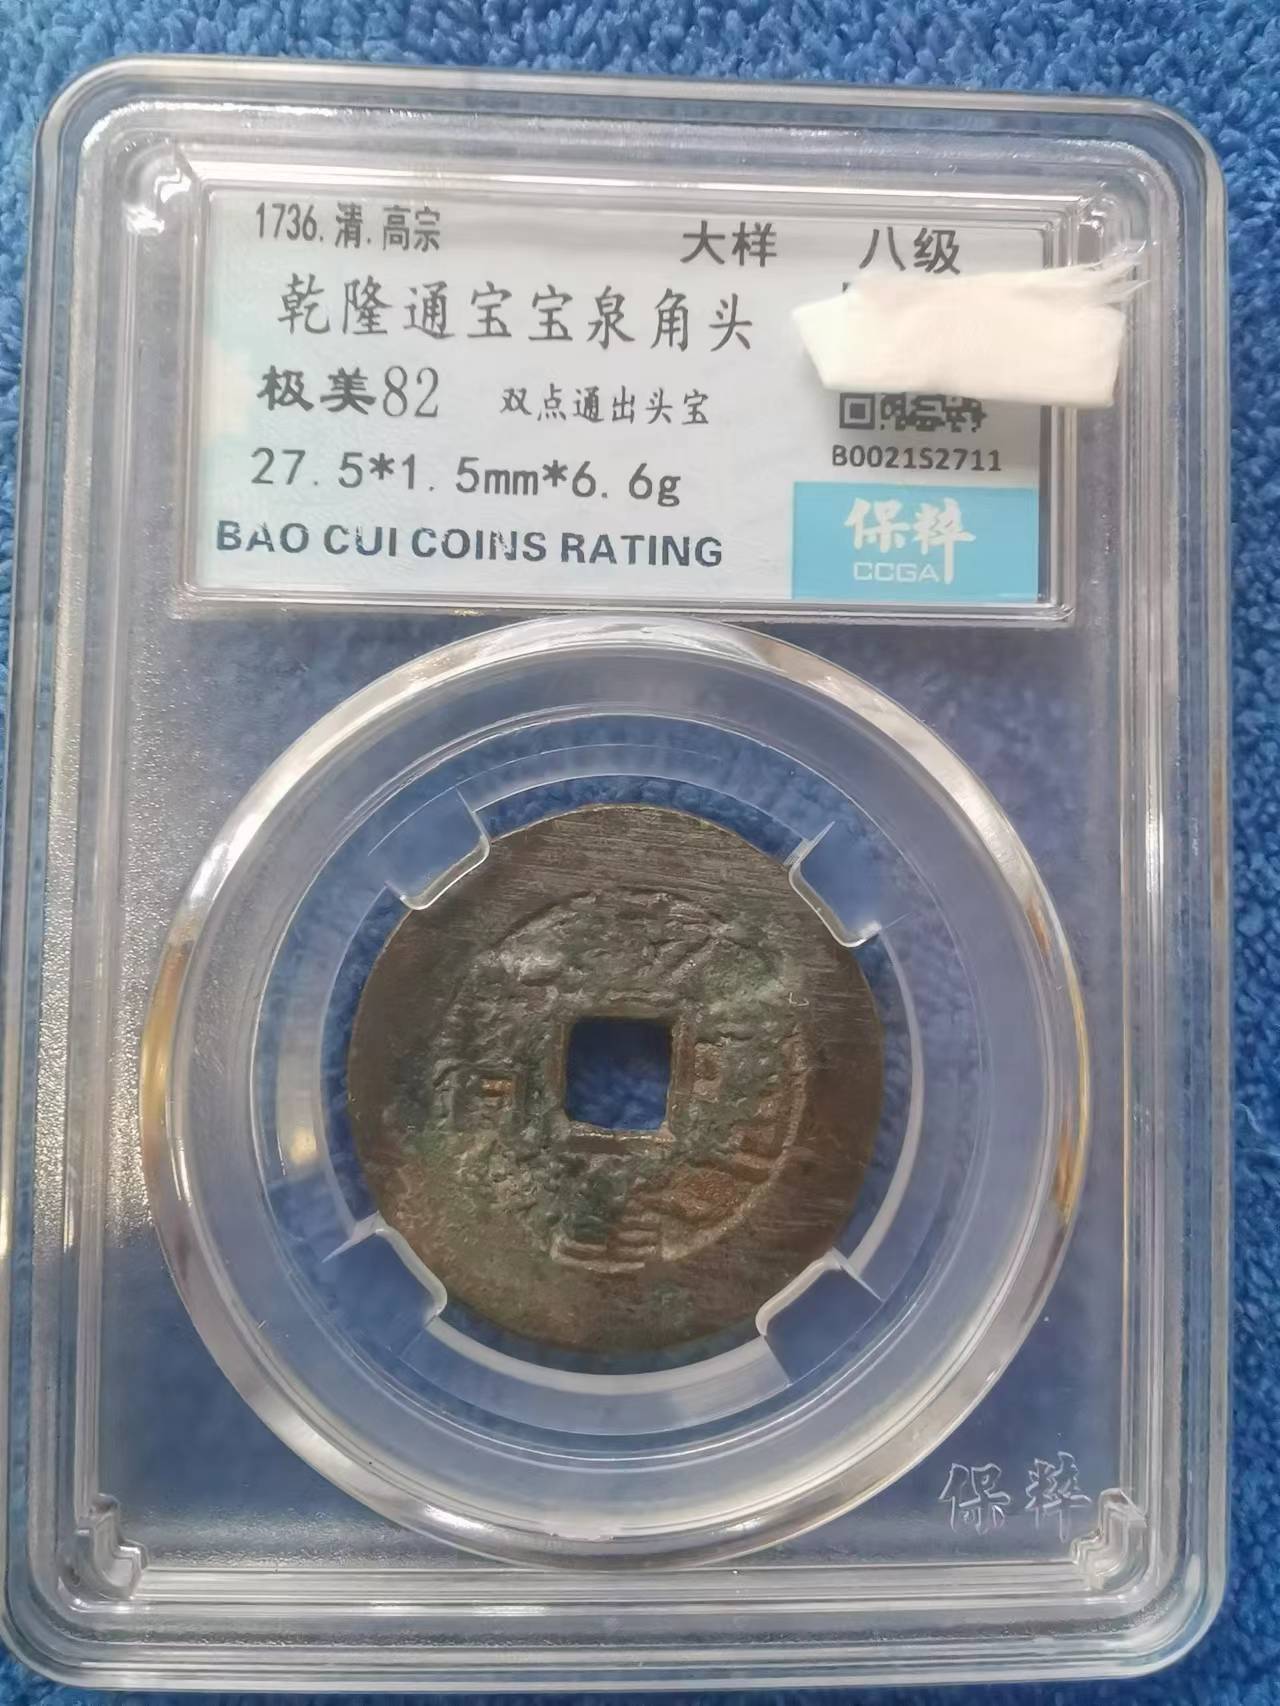 1736.清.高宗 大样 八级
乾隆通宝宝泉角头
极美82 双点通出头宝
27.5*1.5mm*6.6g
B0021S2711
BAO CUI COINS RATING
保粹
CCGA
保粹